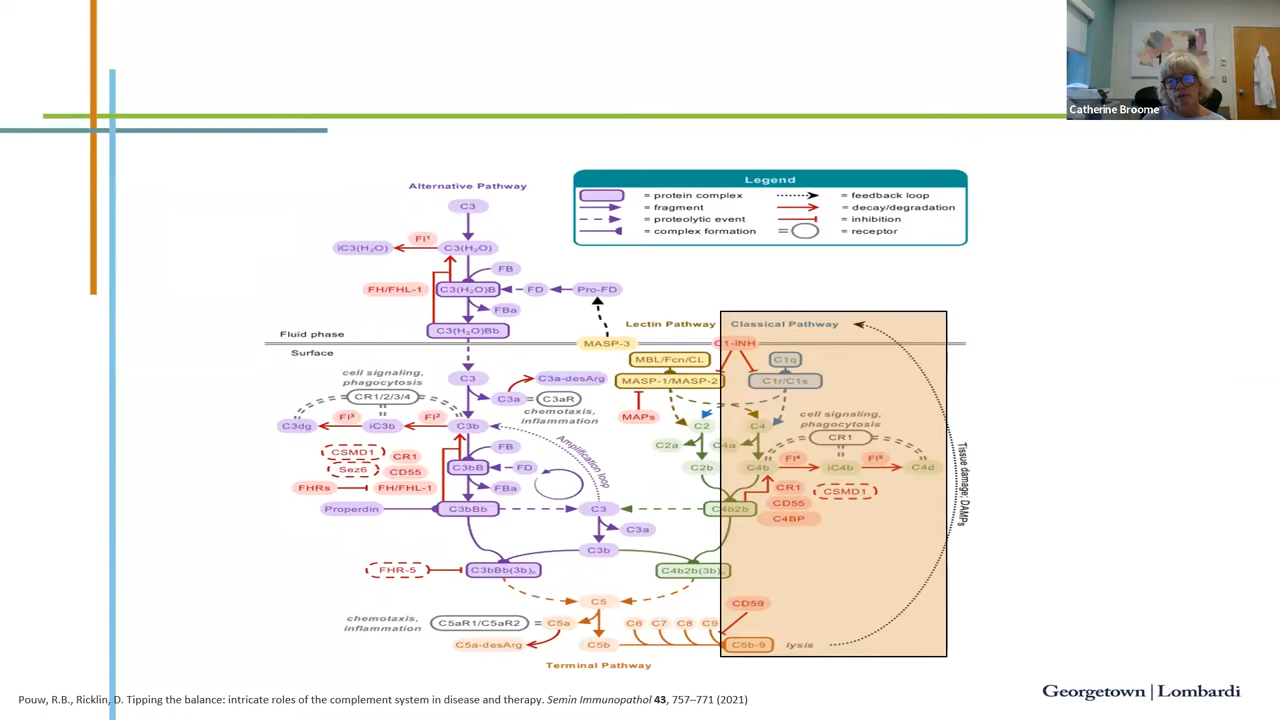 Catherine Broome
Alternative Pathway
Legend
= protein complex
= feedback loop
= fragment
= decay/degradation
= proteolytic event
= inhibition
= complex formation
= receptor
C3
iC3(H₂O)
FI¹
C3(H₂O)
FB
FH/FHL-1
C3(H₂O)B
FD
Pro-FD
FBa
C3(H₂O)Bb
Fluid phase
Surface
Lectin Pathway
Classical Pathway
MASP-3
C1-INH
MBL/Fcn/CL
C1q
MASP-1/MASP-2
C1r/C1s
MAPs
cell signaling,
phagocytosis
CR1/2/3/4
C3
C3a-desArg
C3a
=
C3aR
chemotaxis,
inflammation
C3dg
FI³
iC3b
FI²
C3b
Amplification loop
CSMD1
CR1
Sez6
CD55
FHRs
FH/FHL-1
FB
C3bB
FD
FBa
Properdin
C3bBb
C3
C3a
C3b
C2
C4
C2a
C4a
C2b
C4b
cell signaling,
phagocytosis
CR1
FI⁴
iC4b
FI⁵
C4d
CR1
CSMD1
CD55
C4BP
C4b2b
Tissue damage; DAMPs
FHR-5
C3bBb(3b)n
C4b2b(3b)n
C5
chemotaxis,
inflammation
C5aR1/C5aR2
=
C5a
C5a-desArg
C5b
C6
C7
C8
C9
CD59
C5b-9
lysis
Terminal Pathway
Pouw, R.B., Ricklin, D. Tipping the balance: intricate roles of the complement system in disease and therapy. Semin Immunopathol 43, 757–771 (2021)
Georgetown | Lombardi